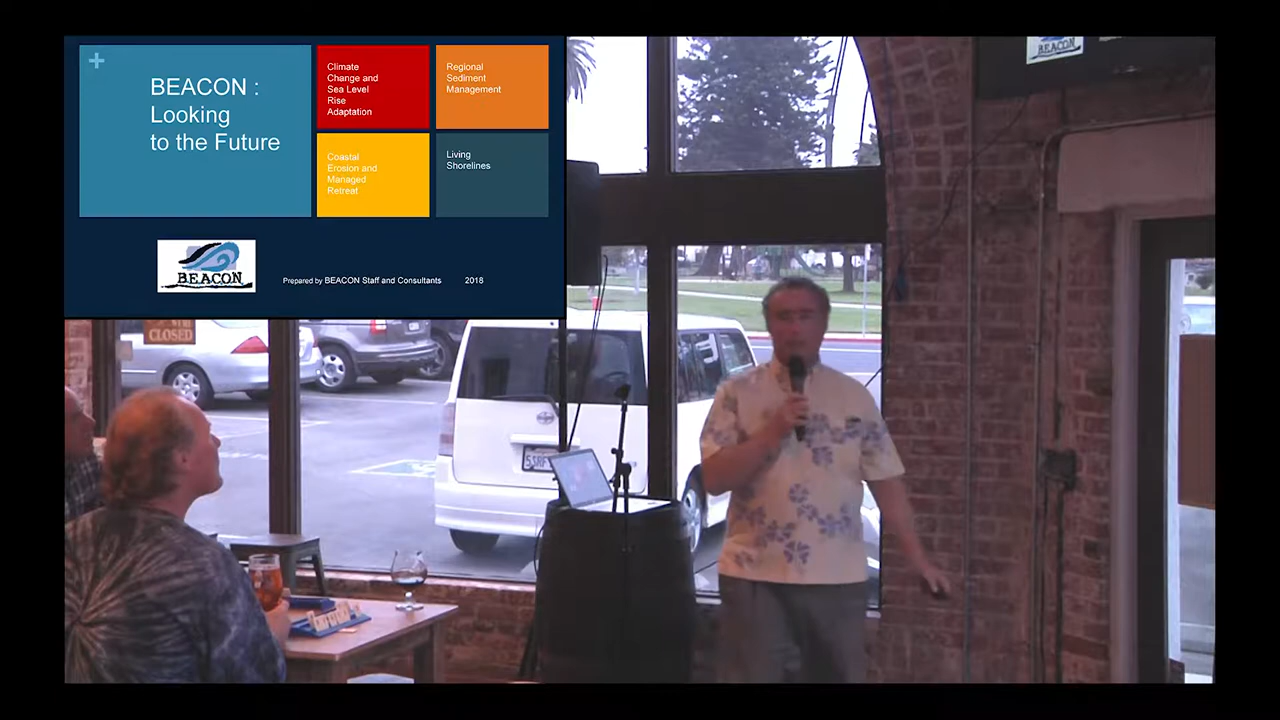 BEACON :
Looking
to the Future
Climate
Change and
Sea Level
Rise
Adaptation
Regional
Sediment
Management
Coastal
Erosion and
Managed
Retreat
Living
Shorelines
BEACON
Prepared by BEACON Staff and Consultants 2018
BEACON
CLOSED